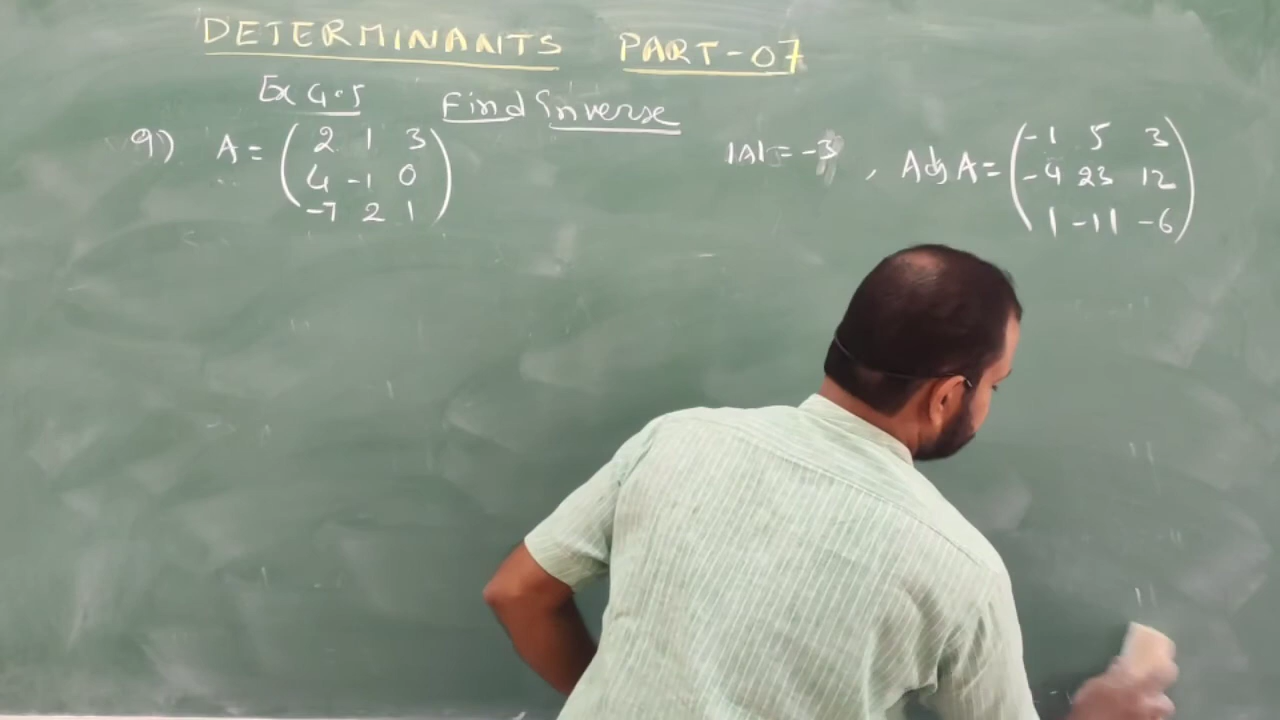 DETERMINANTS PART-07
Ex 4.5 Find Inverse
9) A = ( 2 1 3 |A| = -3 , Adj A = ( -1 5 3
4 -1 0 -4 23 12
-7 2 1 ) 1 -11 -6 )